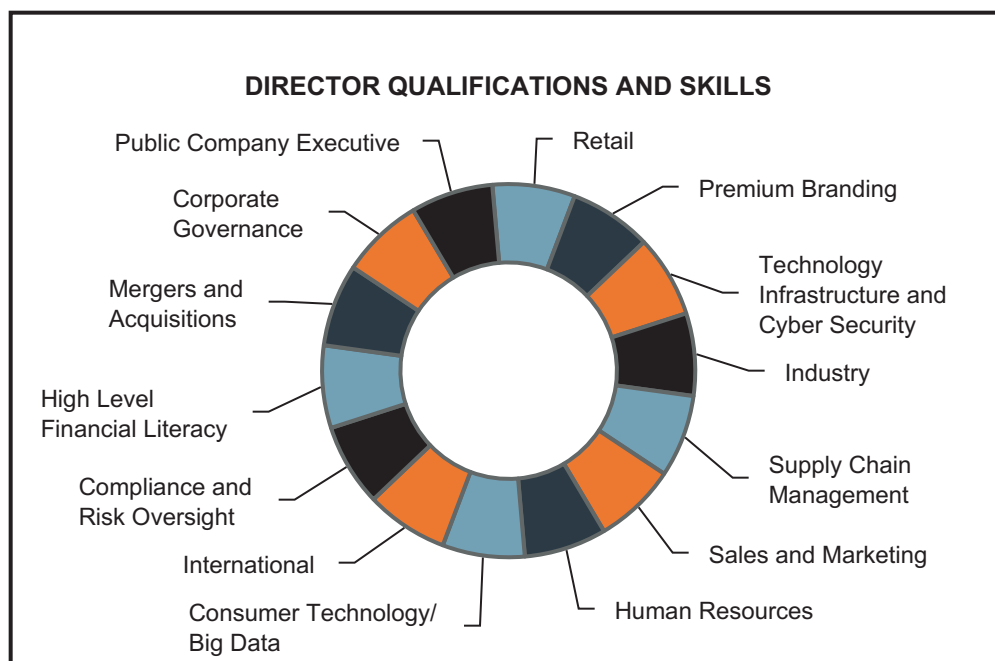 DIRECTOR QUALIFICATIONS AND SKILLS
Public Company Executive
Retail
Premium Branding
Corporate
Governance
Technology
Infrastructure and
Cyber Security
Mergers and
Acquisitions
Industry
High Level
Financial Literacy
Supply Chain
Management
Compliance and
Risk Oversight
Sales and Marketing
International
Human Resources
Consumer Technology/
Big Data